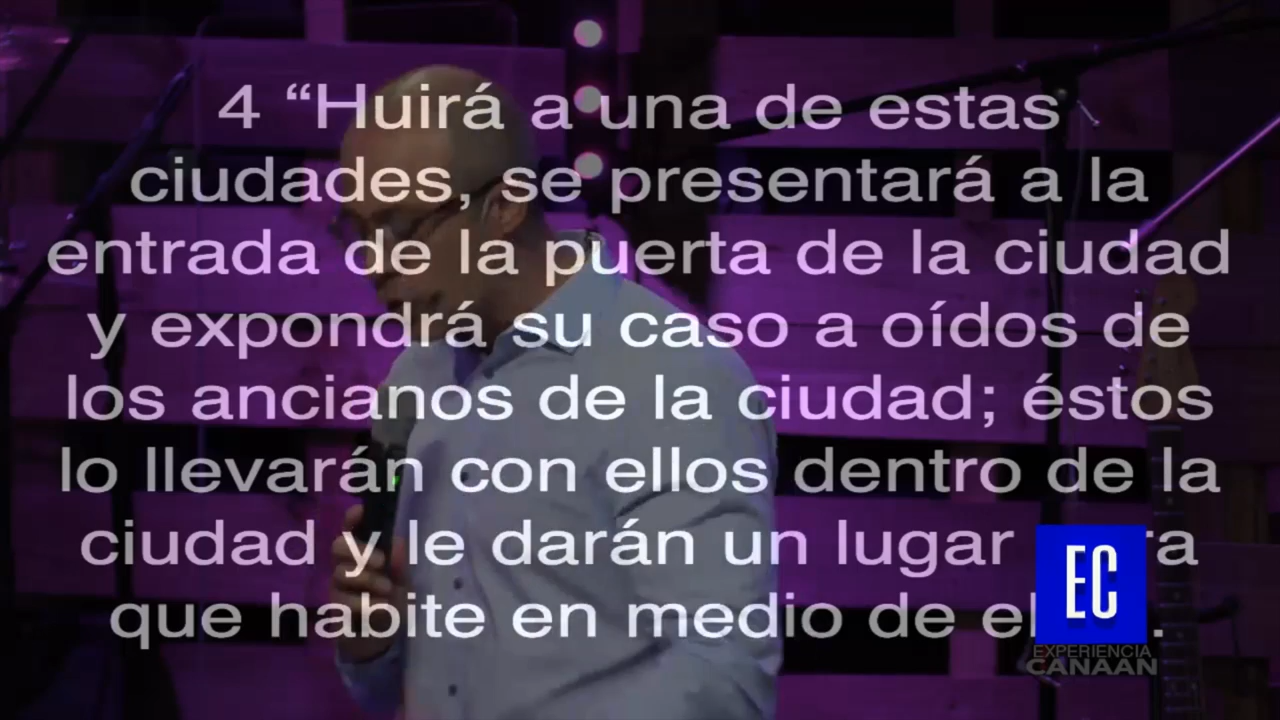 4 “Huirá a una de estas
ciudades, se presentará a la
entrada de la puerta de la ciudad
y expondrá su caso a oídos de
los ancianos de la ciudad; éstos
lo llevarán con ellos dentro de la
ciudad y le darán un lugar
que habite en medio de
EC
EXPERIENCIA
CANAAN